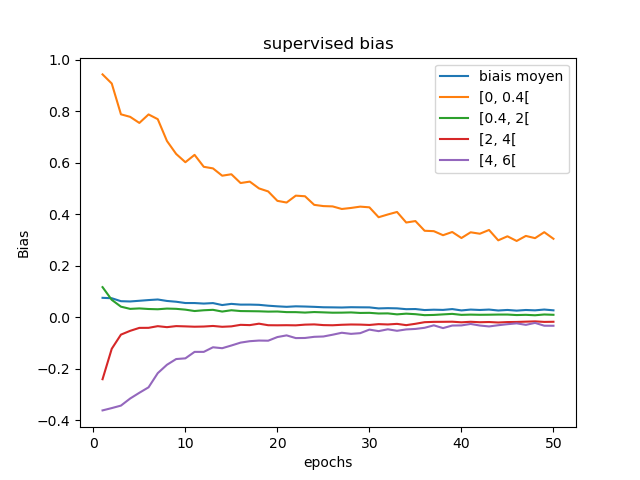 supervised bias
1.0
0.8
0.6
0.4
0.2
0.0
−0.2
−0.4
Bias
biais moyen
[0, 0.4[
[0.4, 2[
[2, 4[
[4, 6[
0 10 20 30 40 50
epochs